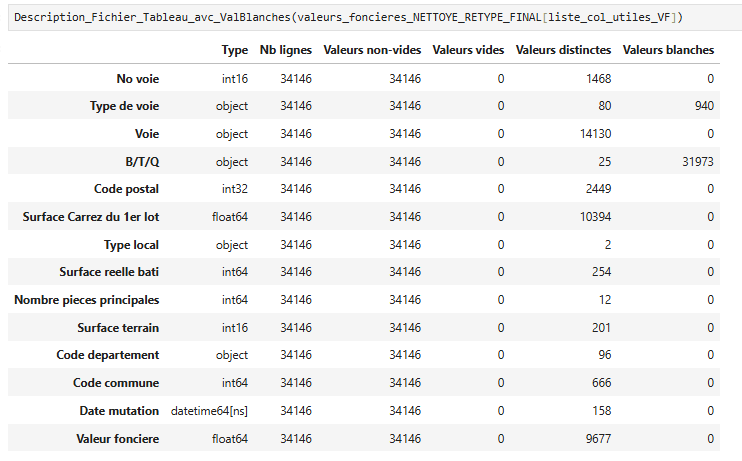 Description_Fichier_Tableau_avc_ValBlanches(valeurs_foncieres_NETTOYE_RETYPE_FINAL[liste_col_utiles_VF])
Type Nb lignes Valeurs non-vides Valeurs vides Valeurs distinctes Valeurs blanches
No voie int16 34146 34146 0 1468 0
Type de voie object 34146 34146 0 80 940
Voie object 34146 34146 0 14130 0
B/T/Q object 34146 34146 0 25 31973
Code postal int32 34146 34146 0 2449 0
Surface Carrez du 1er lot float64 34146 34146 0 10394 0
Type local object 34146 34146 0 2 0
Surface reelle bati int64 34146 34146 0 254 0
Nombre pieces principales int64 34146 34146 0 12 0
Surface terrain int16 34146 34146 0 201 0
Code departement object 34146 34146 0 96 0
Code commune int64 34146 34146 0 666 0
Date mutation datetime64[ns] 34146 34146 0 158 0
Valeur fonciere float64 34146 34146 0 9677 0